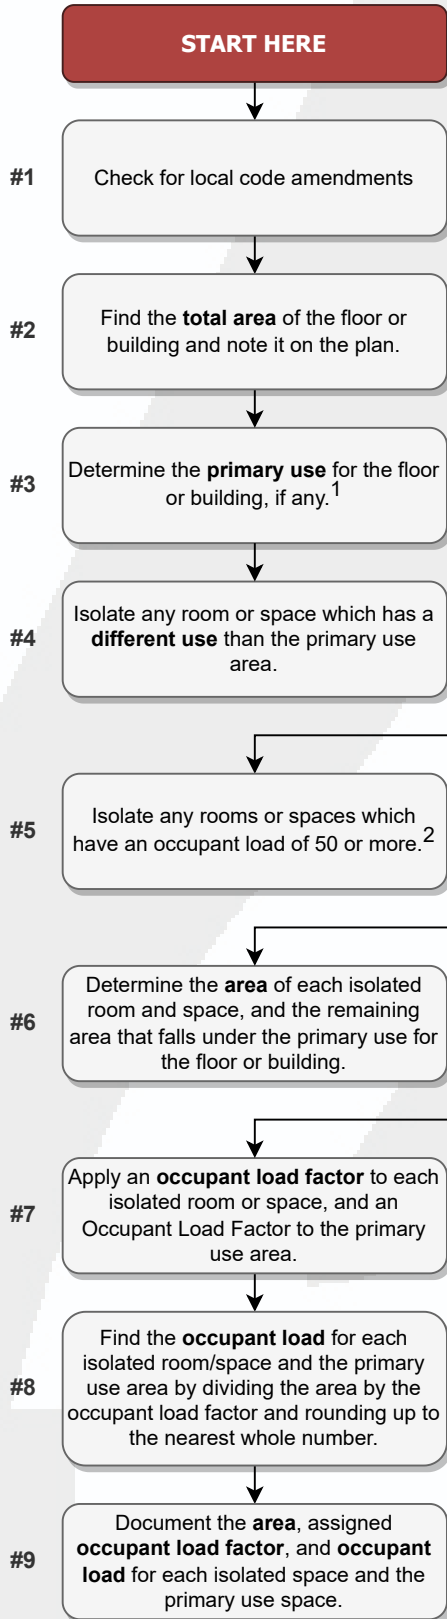 START HERE
#1
Check for local code amendments
#2
Find the total area of the floor or
building and note it on the plan.
#3
Determine the primary use for the floor
or building, if any.1
#4
Isolate any room or space which has a
different use than the primary use
area.
#5
Isolate any rooms or spaces which
have an occupant load of 50 or more.2
#6
Determine the area of each isolated
room and space, and the remaining
area that falls under the primary use for
the floor or building.
#7
Apply an occupant load factor to each
isolated room or space, and an
Occupant Load Factor to the primary
use area.
#8
Find the occupant load for each
isolated room/space and the primary
use area by dividing the area by the
occupant load factor and rounding up to
the nearest whole number.
#9
Document the area, assigned
occupant load factor, and occupant
load for each isolated space and the
primary use space.